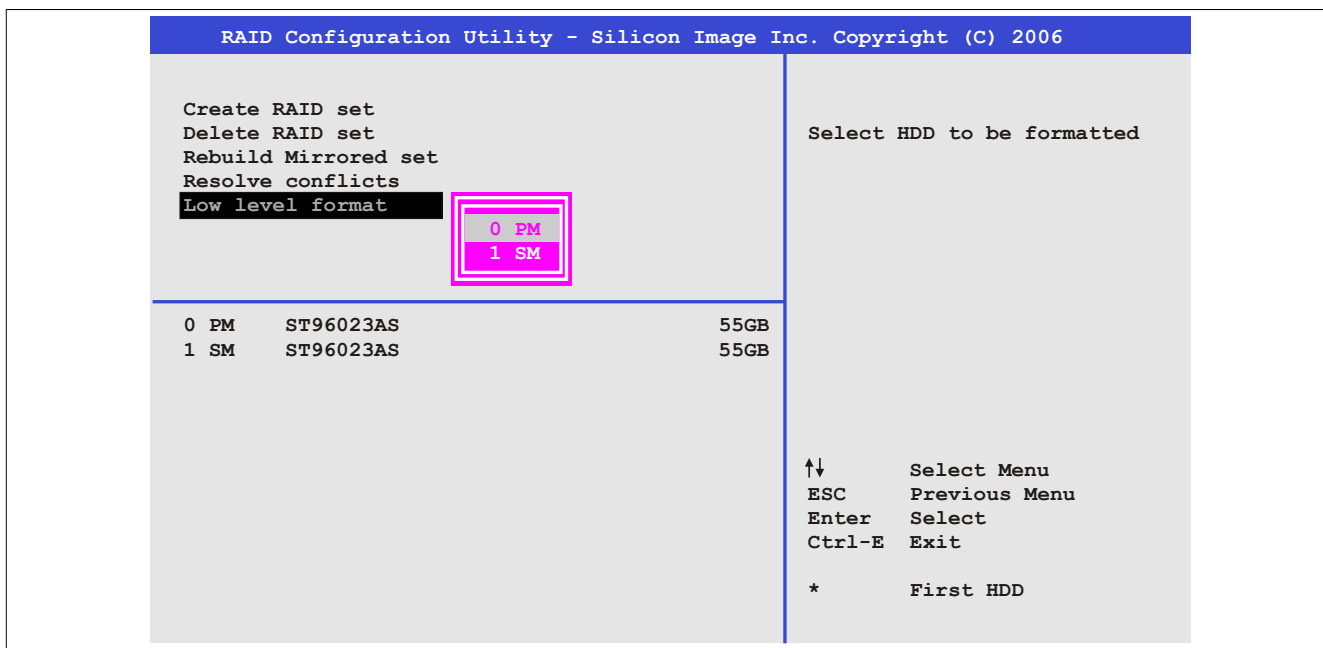 RAID Configuration Utility - Silicon Image Inc. Copyright (C) 2006
Create RAID set
Delete RAID set
Rebuild Mirrored set
Resolve conflicts
Low level format
0 PM
1 SM
Select HDD to be formatted
0 PM ST96023AS 55GB
1 SM ST96023AS 55GB
↑↓ Select Menu
ESC Previous Menu
Enter Select
Ctrl-E Exit
* First HDD